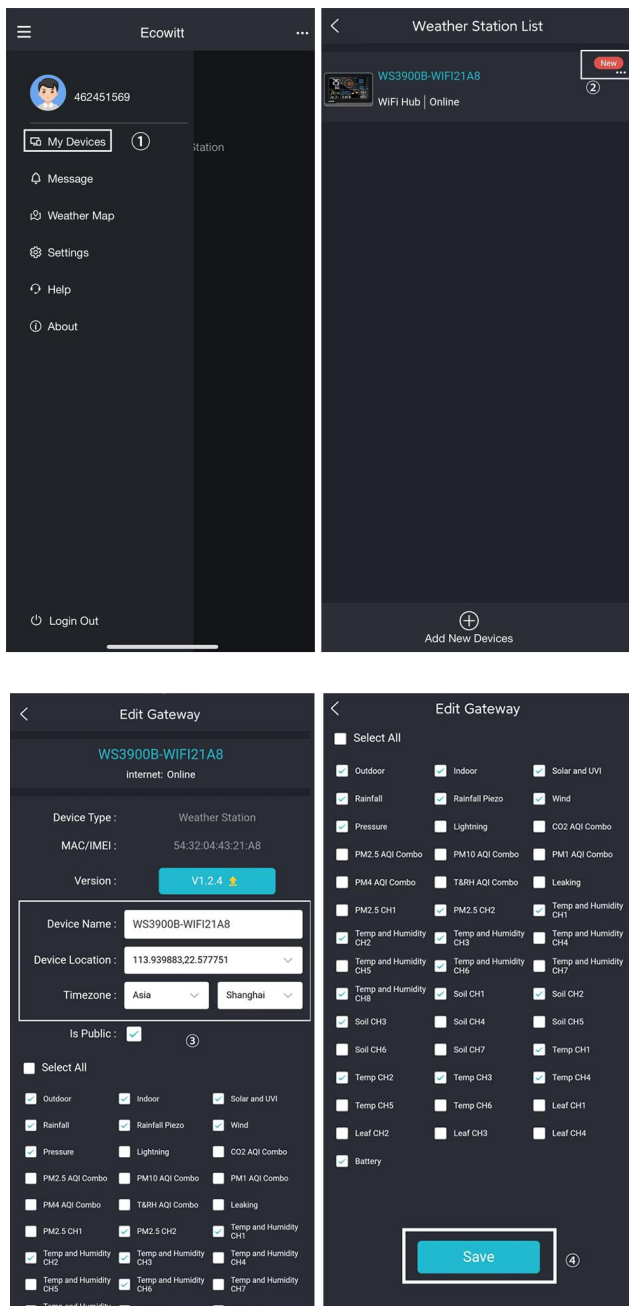 Ecowitt
462451569
My Devices
①
Station
Message
Weather Map
Settings
Help
About
Login Out
Weather Station List
WS3900B-WIFI21A8
WiFi Hub | Online
New
②
Add New Devices
Edit Gateway
WS3900B-WIFI21A8
internet: Online
Device Type : Weather Station
MAC/IMEI : 54:32:04:43:21:A8
Version : V1.2.4
Device Name : WS3900B-WIFI21A8
Device Location : 113.939883,22.577751
Timezone : Asia Shanghai
Is Public :
③
Select All
Outdoor Indoor Solar and UVI
Rainfall Rainfall Piezo Wind
Pressure Lightning CO2 AQI Combo
PM2.5 AQI Combo PM10 AQI Combo PM1 AQI Combo
PM4 AQI Combo T&RH AQI Combo Leaking
PM2.5 CH1 PM2.5 CH2 Temp and Humidity CH1
Temp and Humidity CH2 Temp and Humidity CH3 Temp and Humidity CH4
Temp and Humidity CH5 Temp and Humidity CH6 Temp and Humidity CH7
Edit Gateway
Select All
Outdoor Indoor Solar and UVI
Rainfall Rainfall Piezo Wind
Pressure Lightning CO2 AQI Combo
PM2.5 AQI Combo PM10 AQI Combo PM1 AQI Combo
PM4 AQI Combo T&RH AQI Combo Leaking
PM2.5 CH1 PM2.5 CH2 Temp and Humidity CH1
Temp and Humidity CH2 Temp and Humidity CH3 Temp and Humidity CH4
Temp and Humidity CH5 Temp and Humidity CH6 Temp and Humidity CH7
Temp and Humidity CH8 Soil CH1 Soil CH2
Soil CH3 Soil CH4 Soil CH5
Soil CH6 Soil CH7 Temp CH1
Temp CH2 Temp CH3 Temp CH4
Temp CH5 Temp CH6 Leaf CH1
Leaf CH2 Leaf CH3 Leaf CH4
Battery
Save
④